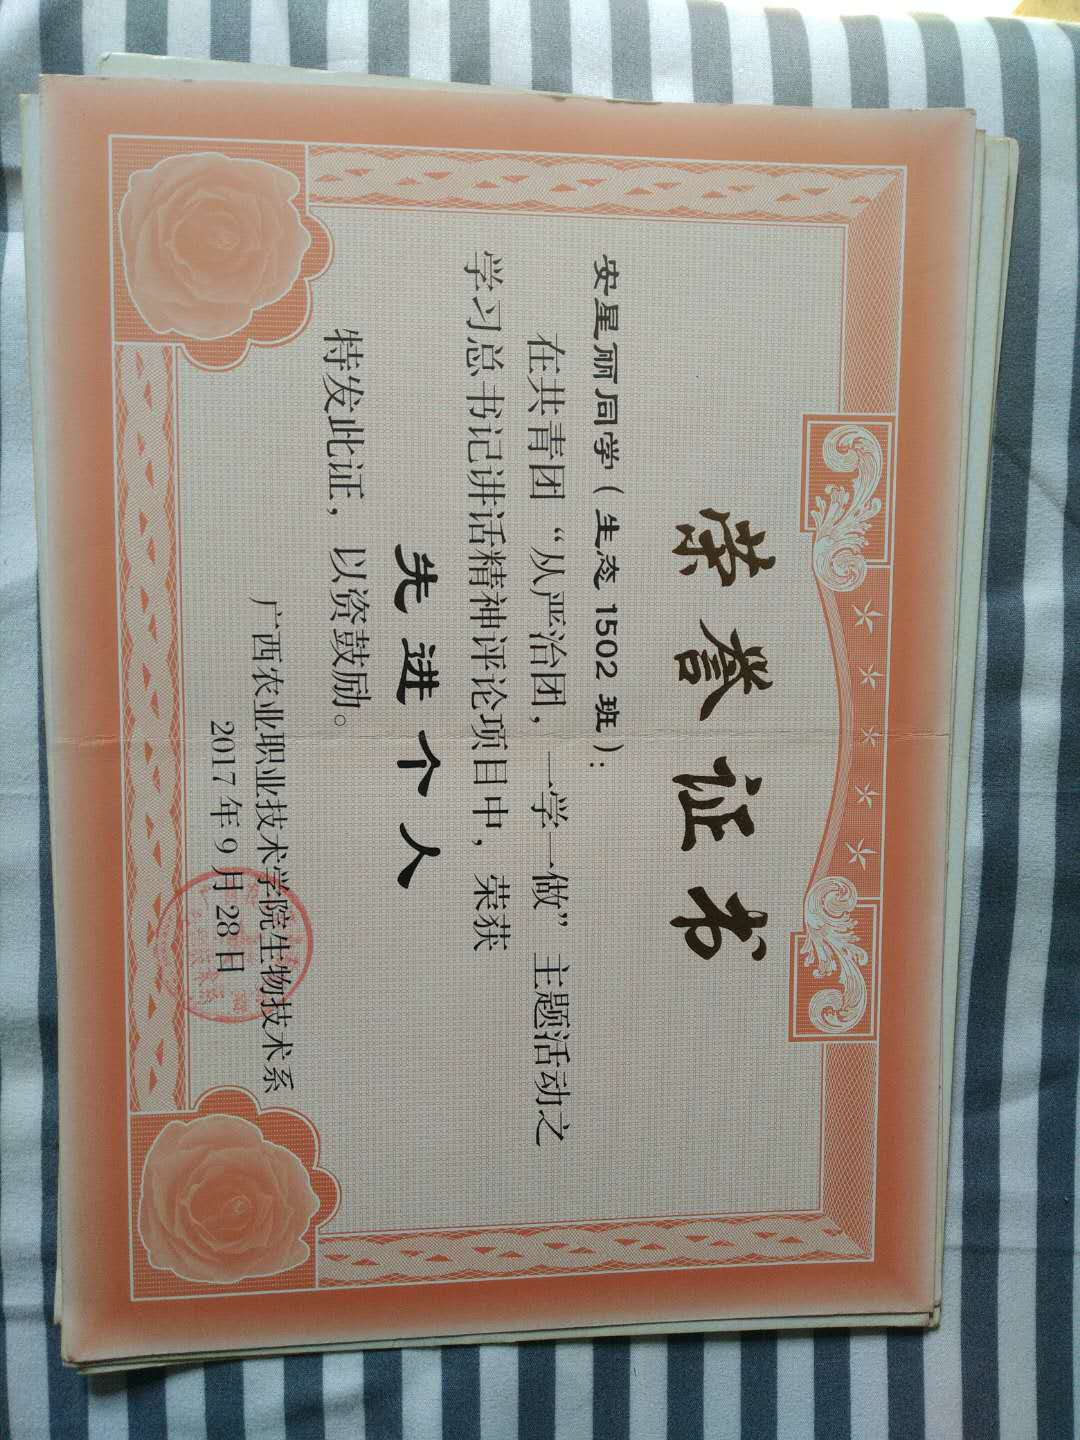 荣誉证书
安星丽同学（生态1502班）：
在共青团“从严治团，一学一做”主题活动之
学习总书记讲话精神评论项目中，荣获
先进个人
特发此证，以资鼓励。
广西农业职业技术学院生物技术系
2017年9月28日